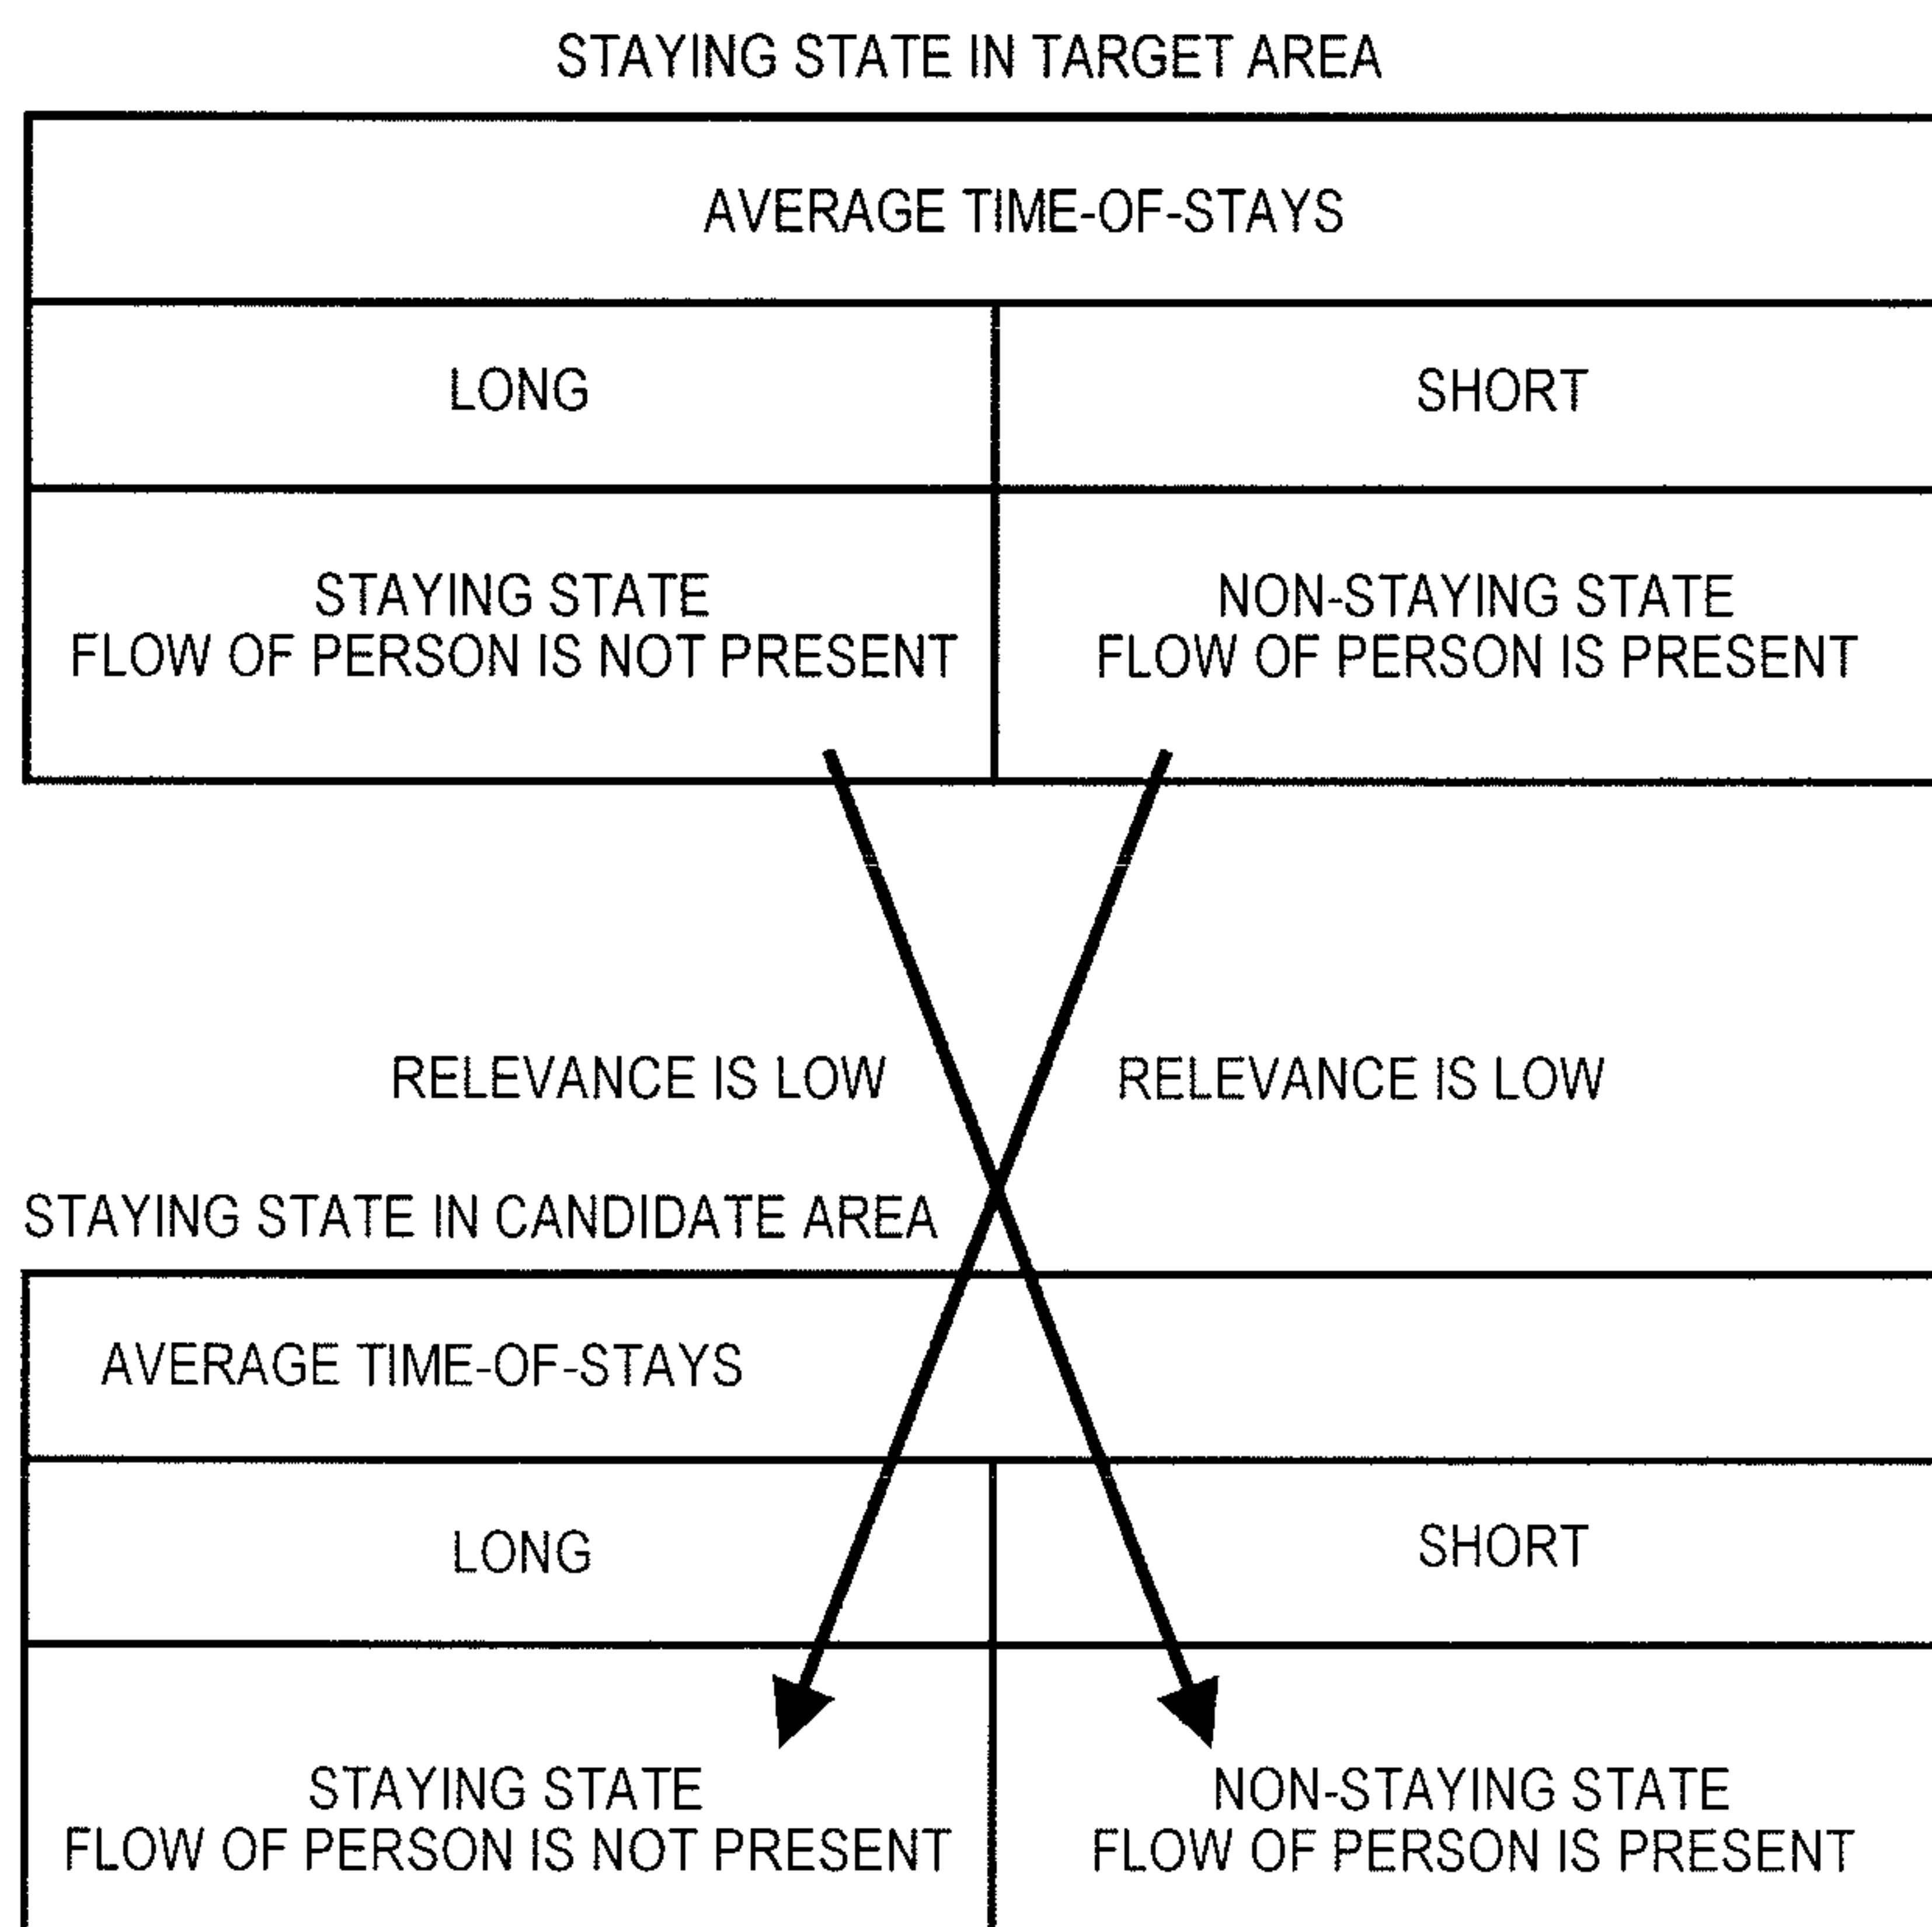 STAYING STATE IN TARGET AREA
AVERAGE TIME-OF-STAYS
LONG
SHORT
STAYING STATE
FLOW OF PERSON IS NOT PRESENT
NON-STAYING STATE
FLOW OF PERSON IS PRESENT
RELEVANCE IS LOW
RELEVANCE IS LOW
STAYING STATE IN CANDIDATE AREA
AVERAGE TIME-OF-STAYS
LONG
SHORT
STAYING STATE
FLOW OF PERSON IS NOT PRESENT
NON-STAYING STATE
FLOW OF PERSON IS PRESENT